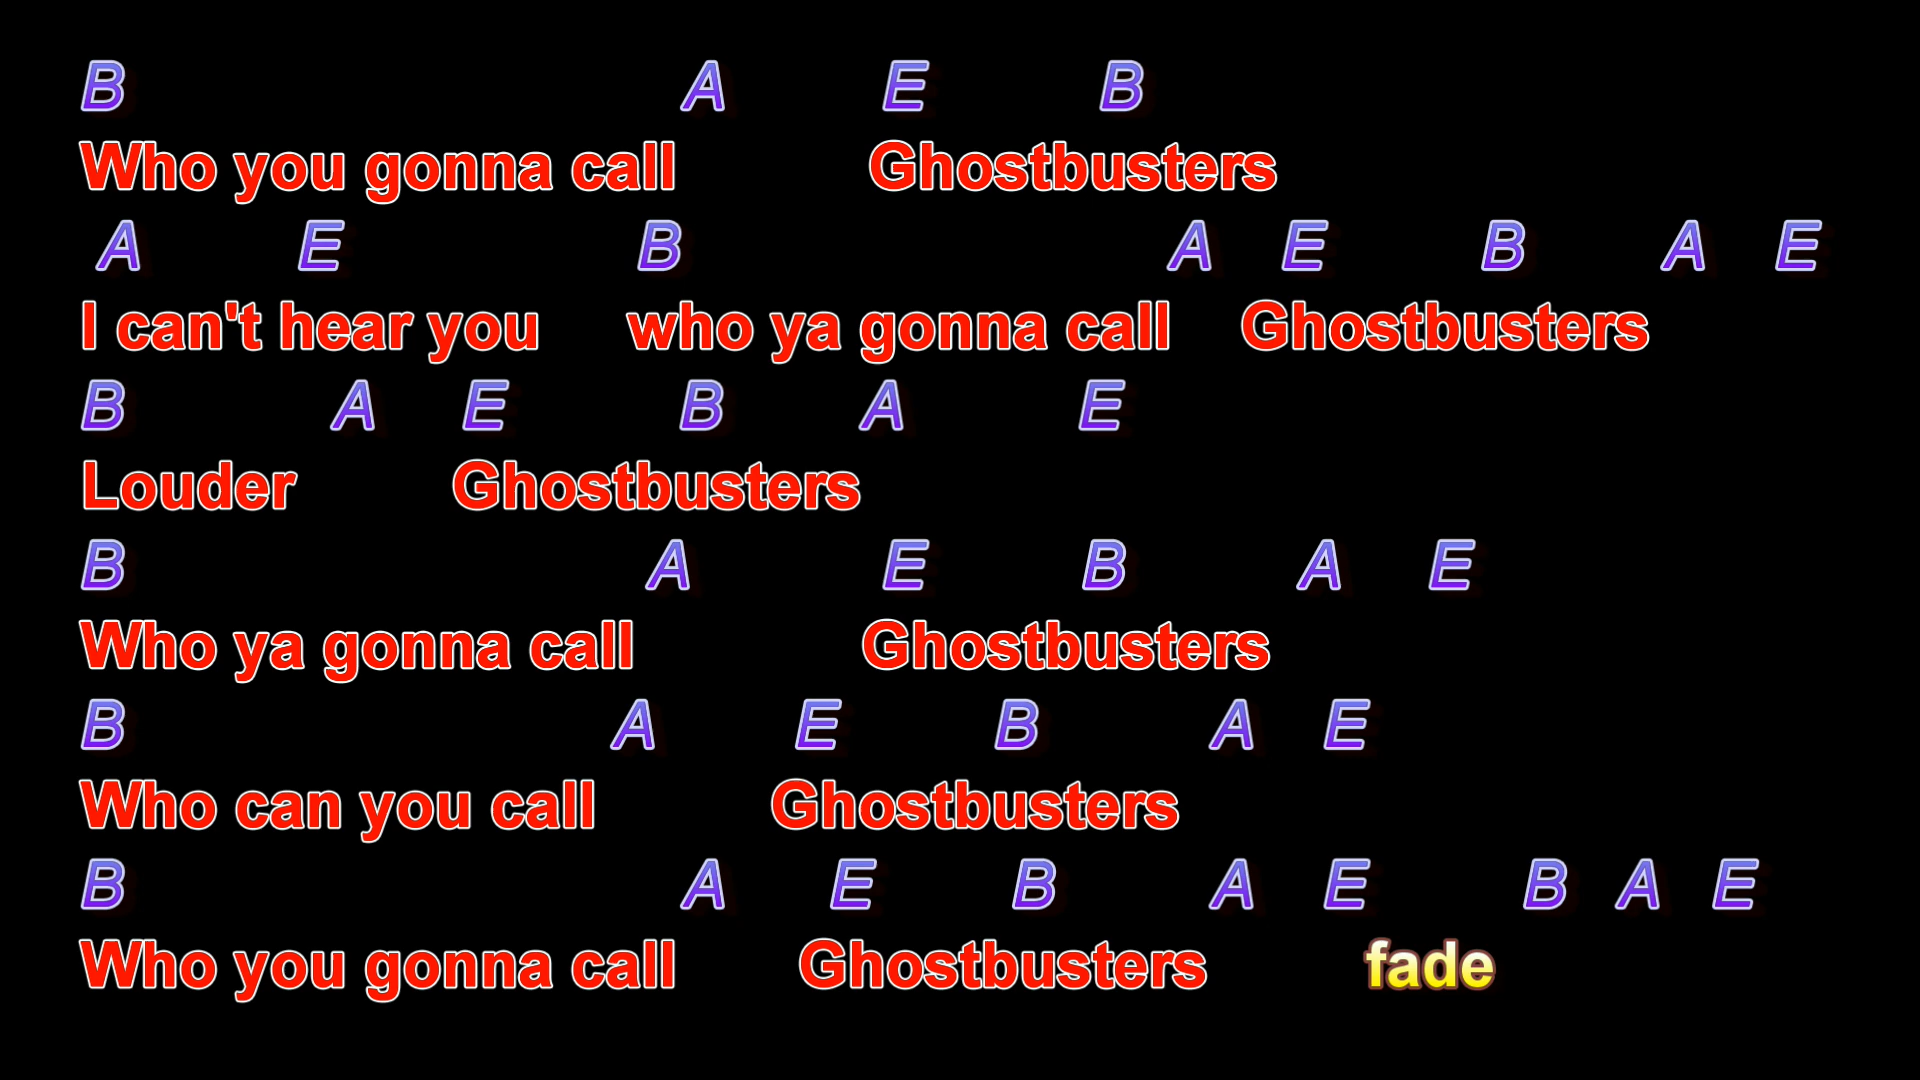 B A E B
Who you gonna call Ghostbusters
A E B A E B A E
I can't hear you who ya gonna call Ghostbusters
B A E B A E
Louder Ghostbusters
B A E B A E
Who ya gonna call Ghostbusters
B A E B A E
Who can you call Ghostbusters
B A E B A E B A E
Who you gonna call Ghostbusters fade